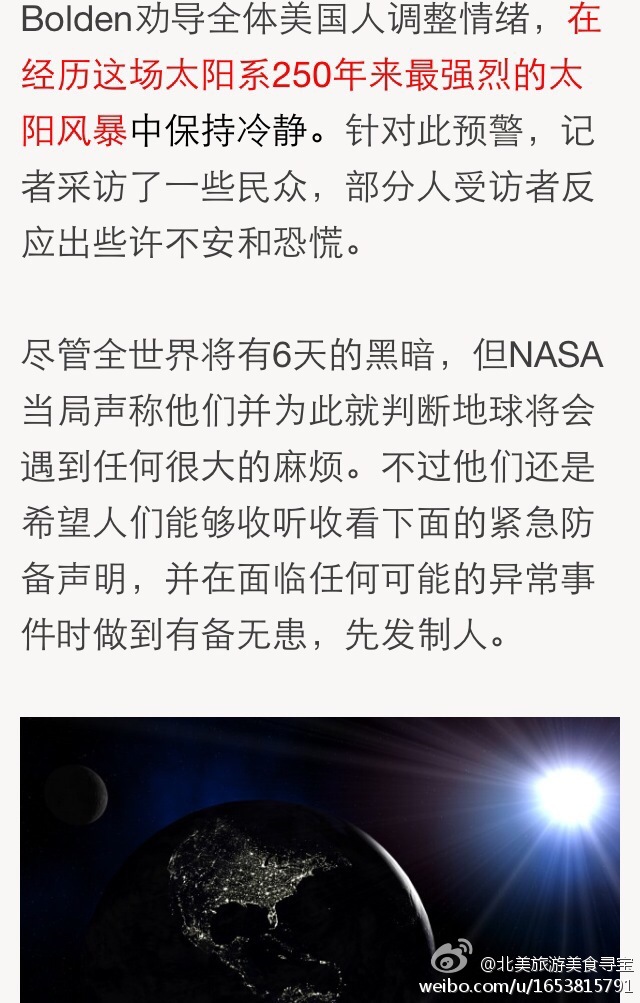 Bolden劝导全体美国人调整情绪，在
经历这场太阳系250年来最强烈的太
阳风暴中保持冷静。针对此预警，记
者采访了一些民众，部分人受访者反
应出些许不安和恐慌。
尽管全世界将有6天的黑暗，但NASA
当局声称他们并为此就判断地球将会
遇到任何很大的麻烦。不过他们还是
希望人们能够收听收看下面的紧急防
备声明，并在面临任何可能的异常事
件时做到有备无患，先发制人。
@北美旅游美食寻宝
weibo.com/u/1653815791